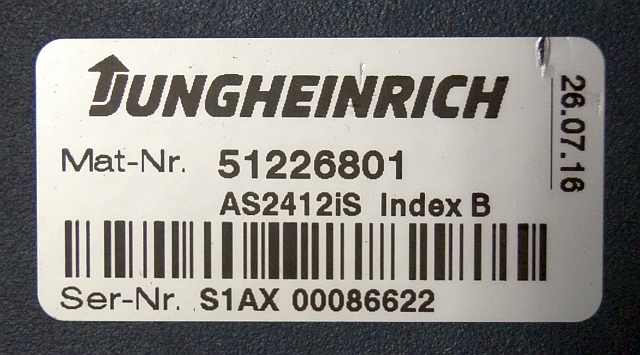 JUNGHEINRICH
26.07.16
Mat-Nr. 51226801
AS2412iS Index B
Ser-Nr. S1AX 00086622